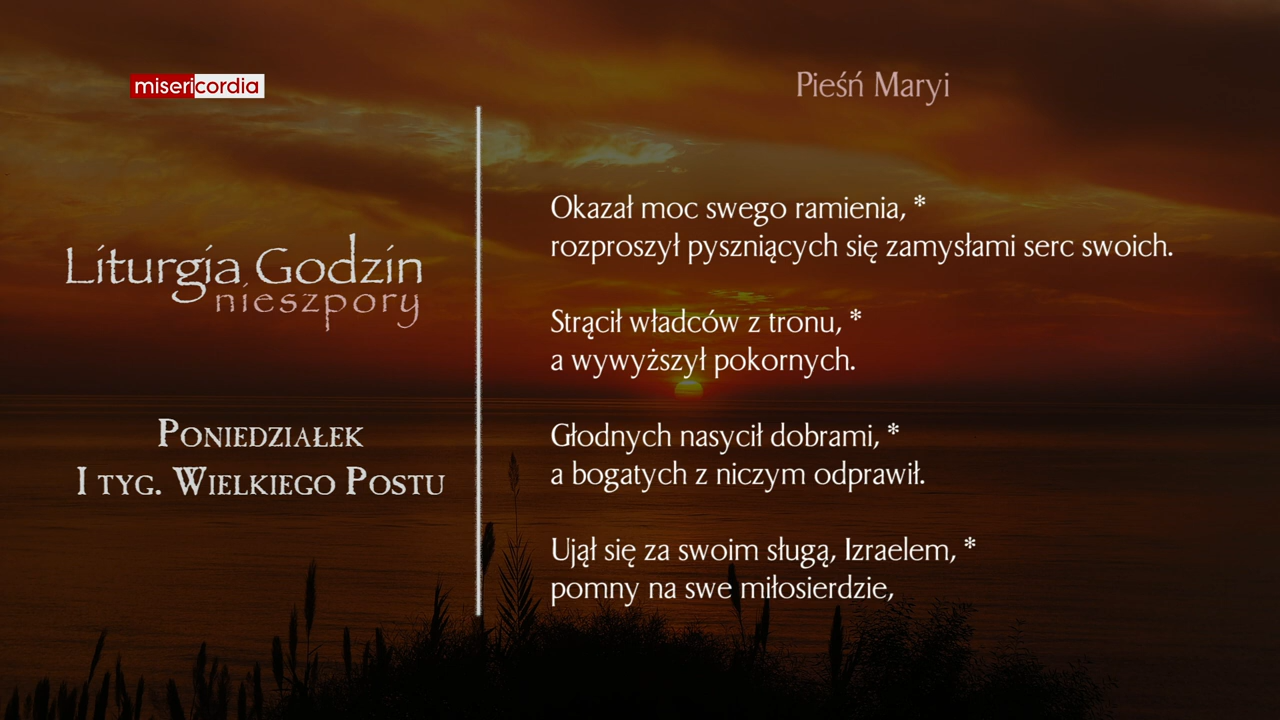 misericordia
Liturgia Godzin
nieszpory
Poniedziałek
I tyg. Wielkiego Postu
Pieśń Maryi
Okazał moc swego ramienia, *
rozproszył pyszniących się zamysłami serc swoich.
Strącił władców z tronu, *
a wywyższył pokornych.
Głodnych nasycił dobrami, *
a bogatych z niczym odprawił.
Ujął się za swoim sługą, Izraelem, *
pomny na swe miłosierdzie,